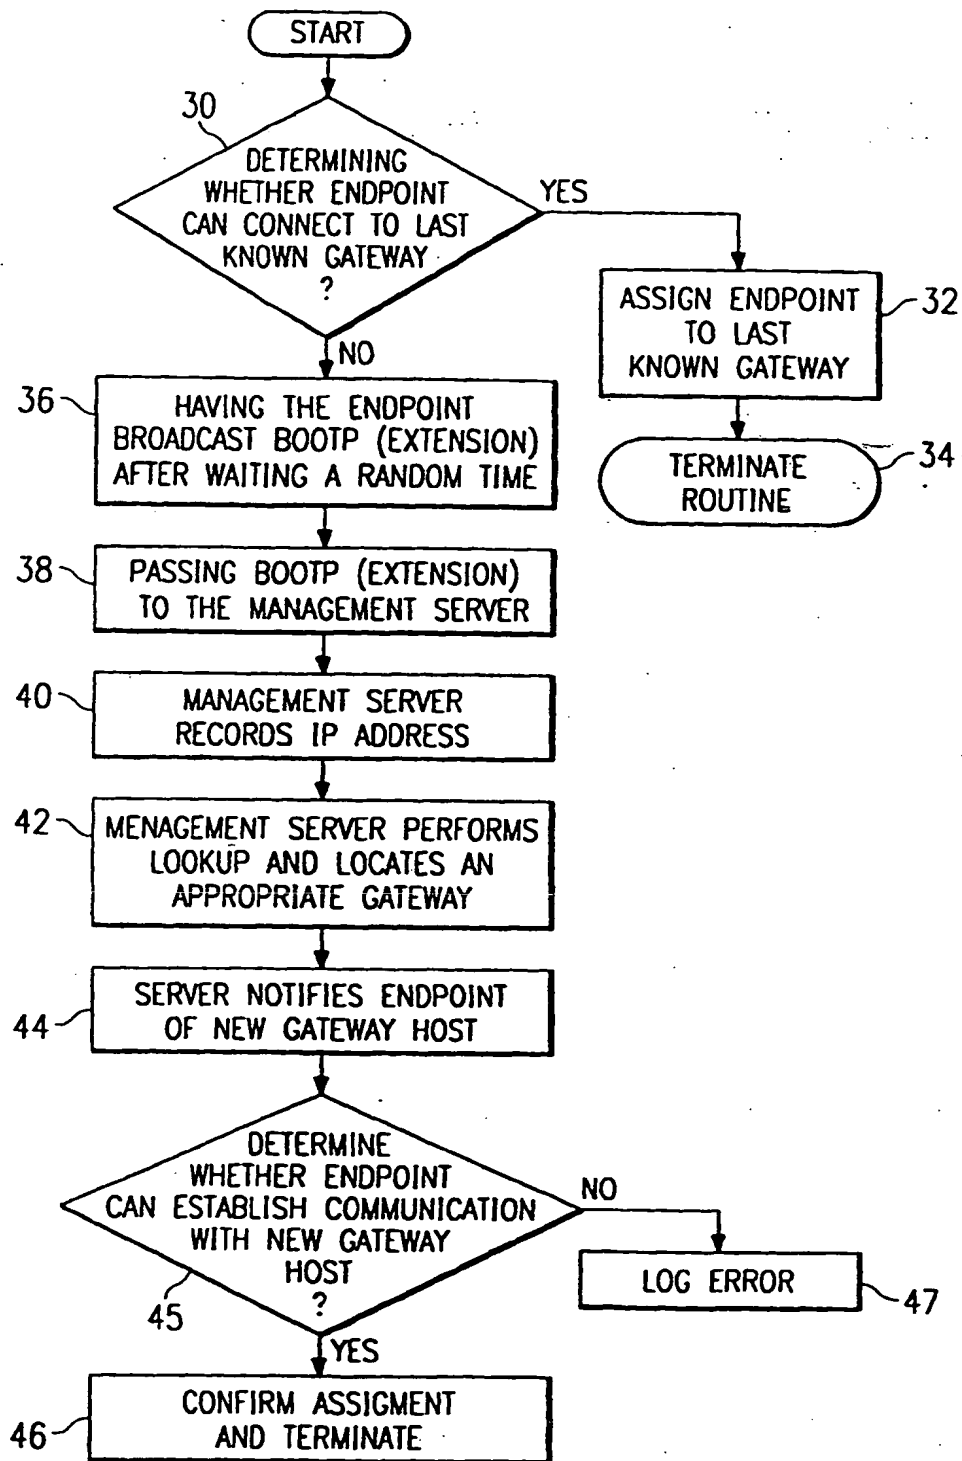 START
30
DETERMINING
WHETHER ENDPOINT
CAN CONNECT TO LAST
KNOWN GATEWAY
?
YES
ASSIGN ENDPOINT
TO LAST
KNOWN GATEWAY
32
NO
TERMINATE
ROUTINE
34
36
HAVING THE ENDPOINT
BROADCAST BOOTP (EXTENSION)
AFTER WAITING A RANDOM TIME
38
PASSING BOOTP (EXTENSION)
TO THE MANAGEMENT SERVER
40
MANAGEMENT SERVER
RECORDS IP ADDRESS
42
MENAGEMENT SERVER PERFORMS
LOOKUP AND LOCATES AN
APPROPRIATE GATEWAY
44
SERVER NOTIFIES ENDPOINT
OF NEW GATEWAY HOST
DETERMINE
WHETHER ENDPOINT
CAN ESTABLISH COMMUNICATION
WITH NEW GATEWAY
HOST
?
45
NO
LOG ERROR
47
YES
46
CONFIRM ASSIGMENT
AND TERMINATE